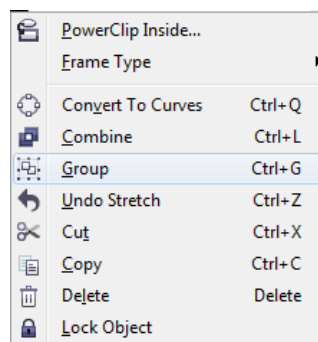 PowerClip Inside...
Frame Type
Convert To Curves Ctrl+Q
Combine Ctrl+L
Group Ctrl+G
Undo Stretch Ctrl+Z
Cut Ctrl+X
Copy Ctrl+C
Delete Delete
Lock Object